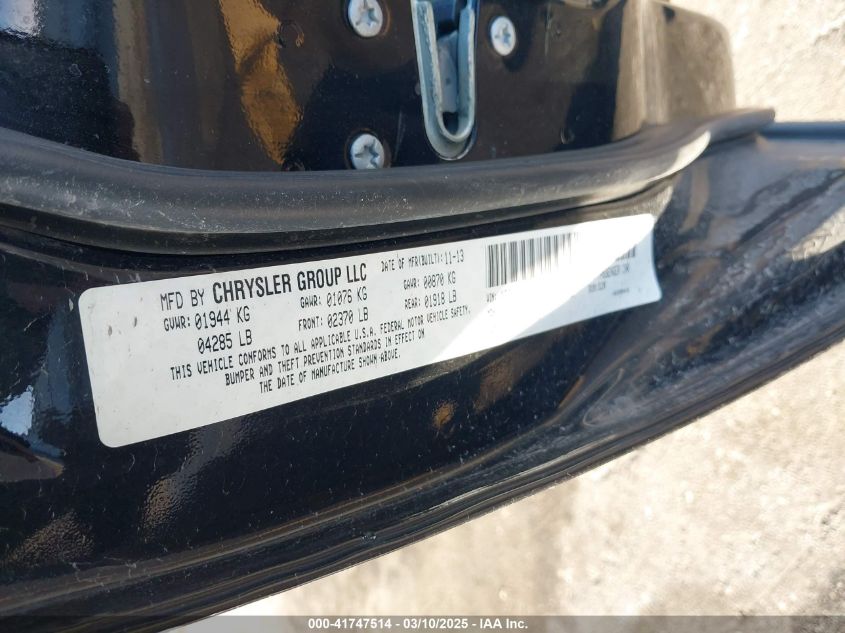 MFD BY CHRYSLER GROUP LLC DATE OF MFR(BUILT): 11-13
GVWR: 01944 KG GAWR: 01076 KG GAWR: 00870 KG
04285 LB FRONT: 02370 LB REAR: 01918 LB
THIS VEHICLE CONFORMS TO ALL APPLICABLE U.S.A. FEDERAL MOTOR VEHICLE SAFETY,
BUMPER AND THEFT PREVENTION STANDARDS IN EFFECT ON
THE DATE OF MANUFACTURE SHOWN ABOVE.
000-41747514 - 03/10/2025 - IAA Inc.